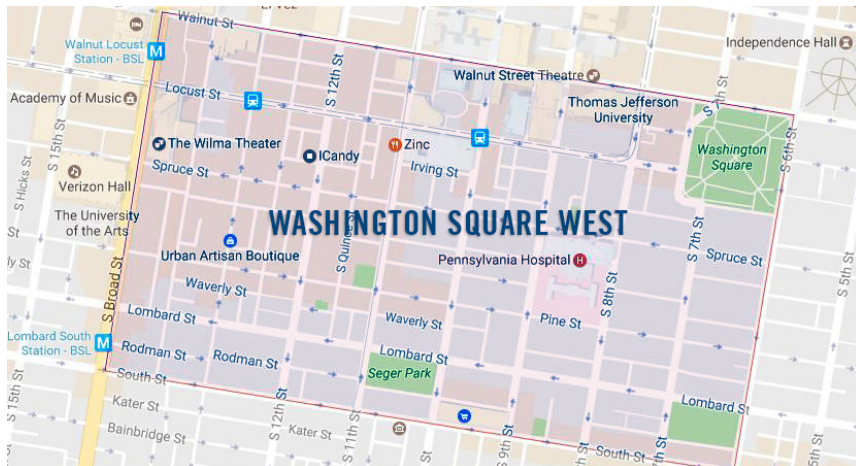 Walnut St
Walnut Locust
Station - BSL
M
Independence Hall
Walnut Street Theatre
S 12th St
Locust St
Academy of Music
Thomas Jefferson
University
S 7th St
S 6th St
S 15th St
S Hicks St
The Wilma Theater
ICandy
Zinc
Washington
Square
Spruce St
Irving St
Verizon Hall
The University
of the Arts
WASHINGTON SQUARE WEST
S 7th St
Urban Artisan Boutique
S Quince St
Pennsylvania Hospital
H
Spruce St
S 5th St
S Broad St
Waverly St
S 8th St
Lombard St
Waverly St
Pine St
Lombard South
Station - BSL
M
Rodman St
Rodman St
Lombard St
Seger Park
South St
Lombard St
S 15th St
Kater St
S 12th St
S 11th St
Kater St
Bainbridge St
S 9th St
South St
S 5th St